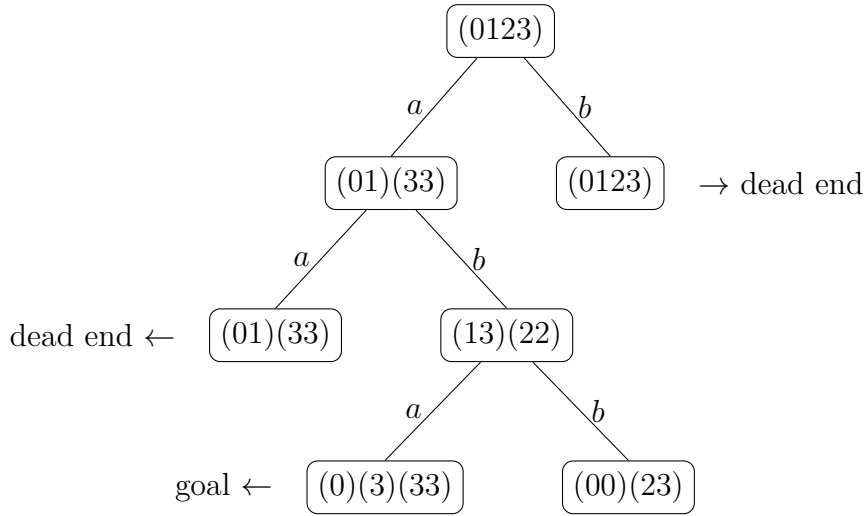 (0123)
a b
(01)(33) (0123) → dead end
a b
dead end ← (01)(33) (13)(22)
a b
goal ← (0)(3)(33) (00)(23)